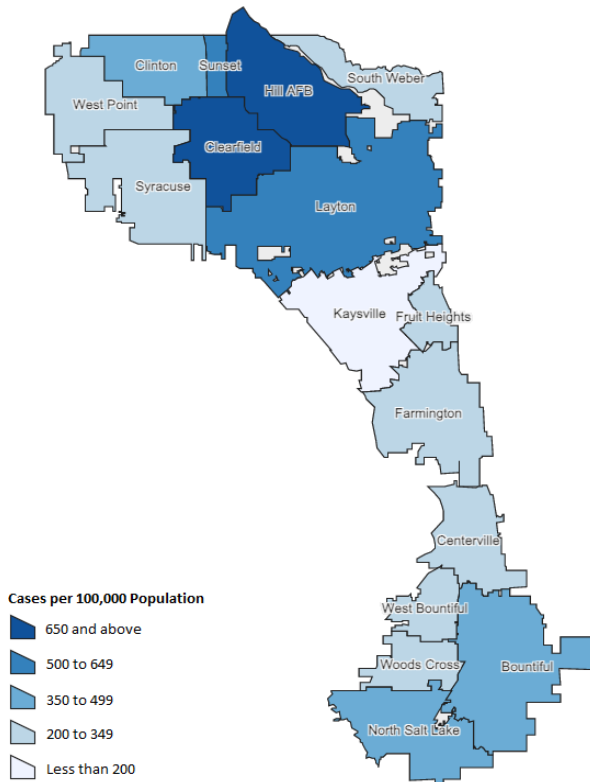 Clinton
Sunset
South Weber
Hill AFB
West Point
Clearfield
Syracuse
Layton
Kaysville
Fruit Heights
Farmington
Centerville
West Bountiful
Woods Cross
Bountiful
North Salt Lake
Cases per 100,000 Population
650 and above
500 to 649
350 to 499
200 to 349
Less than 200